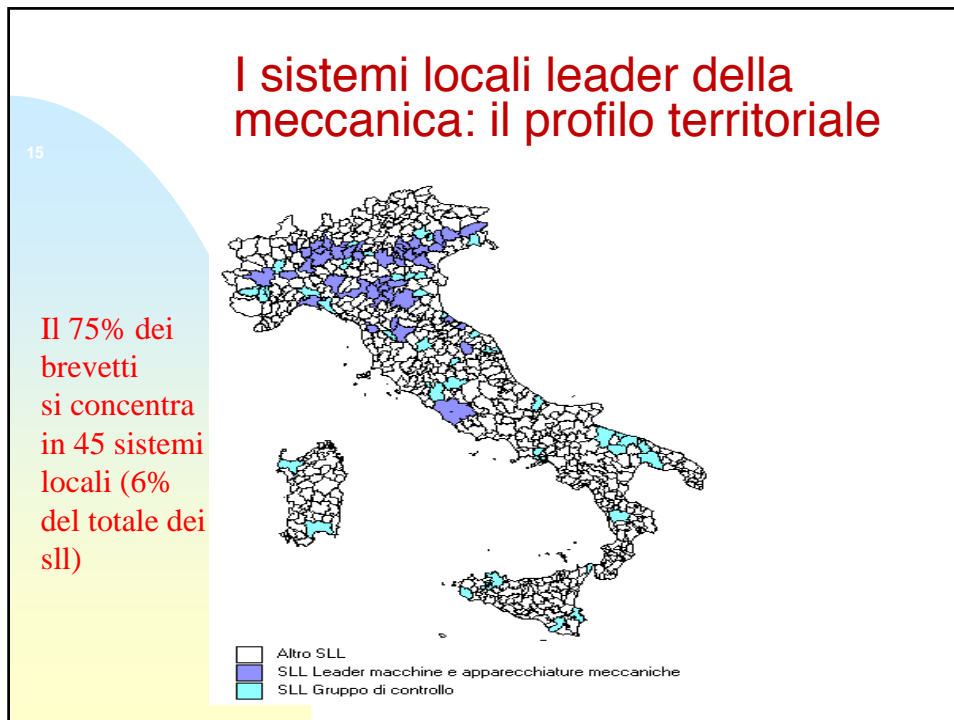 I sistemi locali leader della
meccanica: il profilo territoriale
15
Il 75% dei
brevetti
si concentra
in 45 sistemi
locali (6%
del totale dei
sll)
Altro SLL
SLL Leader macchine e apparecchiature meccaniche
SLL Gruppo di controllo